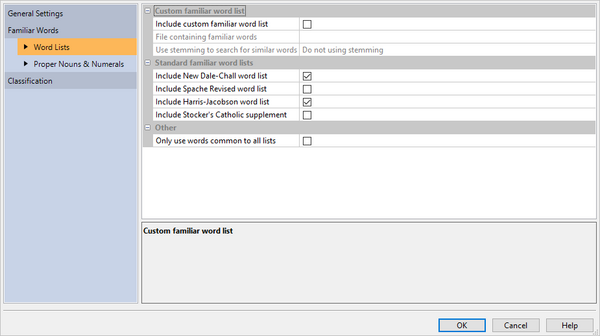 General Settings
Familiar Words
Word Lists
Proper Nouns & Numerals
Classification
Custom familiar word list
Include custom familiar word list
File containing familiar words
Use stemming to search for similar words Do not using stemming
Standard familiar word lists
Include New Dale-Chall word list
Include Spache Revised word list
Include Harris-Jacobson word list
Include Stocker's Catholic supplement
Other
Only use words common to all lists
Custom familiar word list
OK Cancel Help